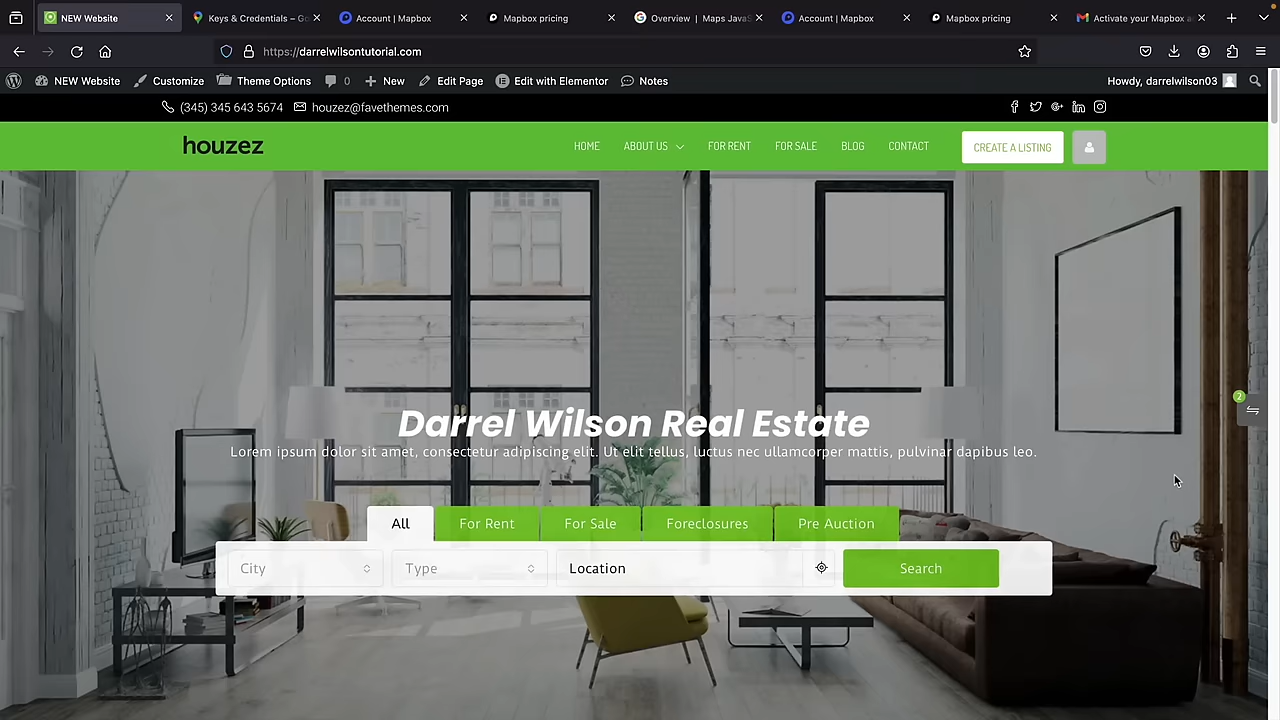 NEW Website
Keys & Credentials – Go
Account | Mapbox
Mapbox pricing
Overview | Maps JavaS
Account | Mapbox
Mapbox pricing
Activate your Mapbox a
https://darrelwilsontutorial.com
NEW Website Customize Theme Options 0 New Edit Page Edit with Elementor Notes Howdy, darrelwilson03
(345) 345 643 5674 houzez@favethemes.com
houzez HOME ABOUT US FOR RENT FOR SALE BLOG CONTACT CREATE A LISTING
2
Darrel Wilson Real Estate
Lorem ipsum dolor sit amet, consectetur adipiscing elit. Ut elit tellus, luctus nec ullamcorper mattis, pulvinar dapibus leo.
All For Rent For Sale Foreclosures Pre Auction
City Type Location Search